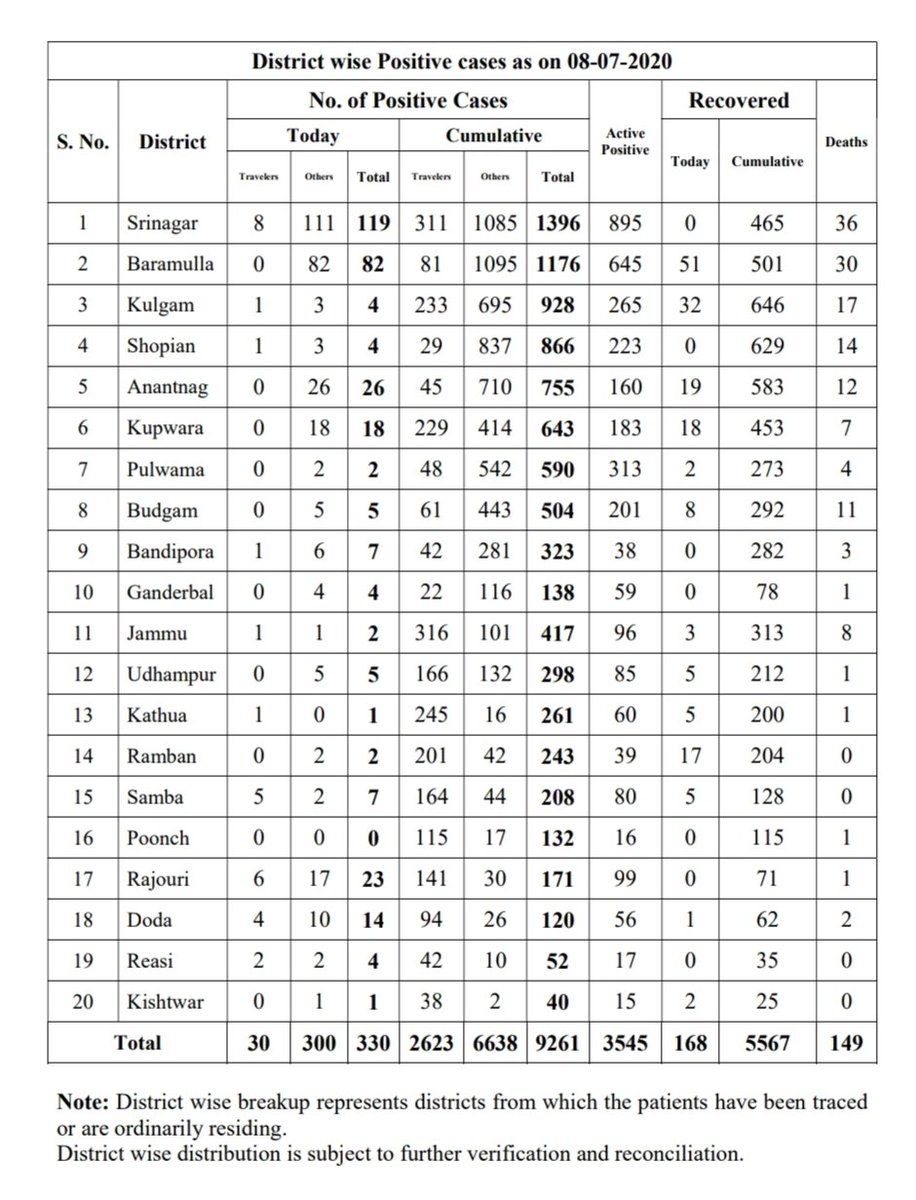 District wise Positive cases as on 08-07-2020
S. No. District No. of Positive Cases Active Positive Recovered Deaths
Today Cumulative Today Cumulative
Travelers Others Total Travelers Others Total
1 Srinagar 8 111 119 311 1085 1396 895 0 465 36
2 Baramulla 0 82 82 81 1095 1176 645 51 501 30
3 Kulgam 1 3 4 233 695 928 265 32 646 17
4 Shopian 1 3 4 29 837 866 223 0 629 14
5 Anantnag 0 26 26 45 710 755 160 19 583 12
6 Kupwara 0 18 18 229 414 643 183 18 453 7
7 Pulwama 0 2 2 48 542 590 313 2 273 4
8 Budgam 0 5 5 61 443 504 201 8 292 11
9 Bandipora 1 6 7 42 281 323 38 0 282 3
10 Ganderbal 0 4 4 22 116 138 59 0 78 1
11 Jammu 1 1 2 316 101 417 96 3 313 8
12 Udhampur 0 5 5 166 132 298 85 5 212 1
13 Kathua 1 0 1 245 16 261 60 5 200 1
14 Ramban 0 2 2 201 42 243 39 17 204 0
15 Samba 5 2 7 164 44 208 80 5 128 0
16 Poonch 0 0 0 115 17 132 16 0 115 1
17 Rajouri 6 17 23 141 30 171 99 0 71 1
18 Doda 4 10 14 94 26 120 56 1 62 2
19 Reasi 2 2 4 42 10 52 17 0 35 0
20 Kishtwar 0 1 1 38 2 40 15 2 25 0
Total 30 300 330 2623 6638 9261 3545 168 5567 149
Note: District wise breakup represents districts from which the patients have been traced
or are ordinarily residing.
District wise distribution is subject to further verification and reconciliation.